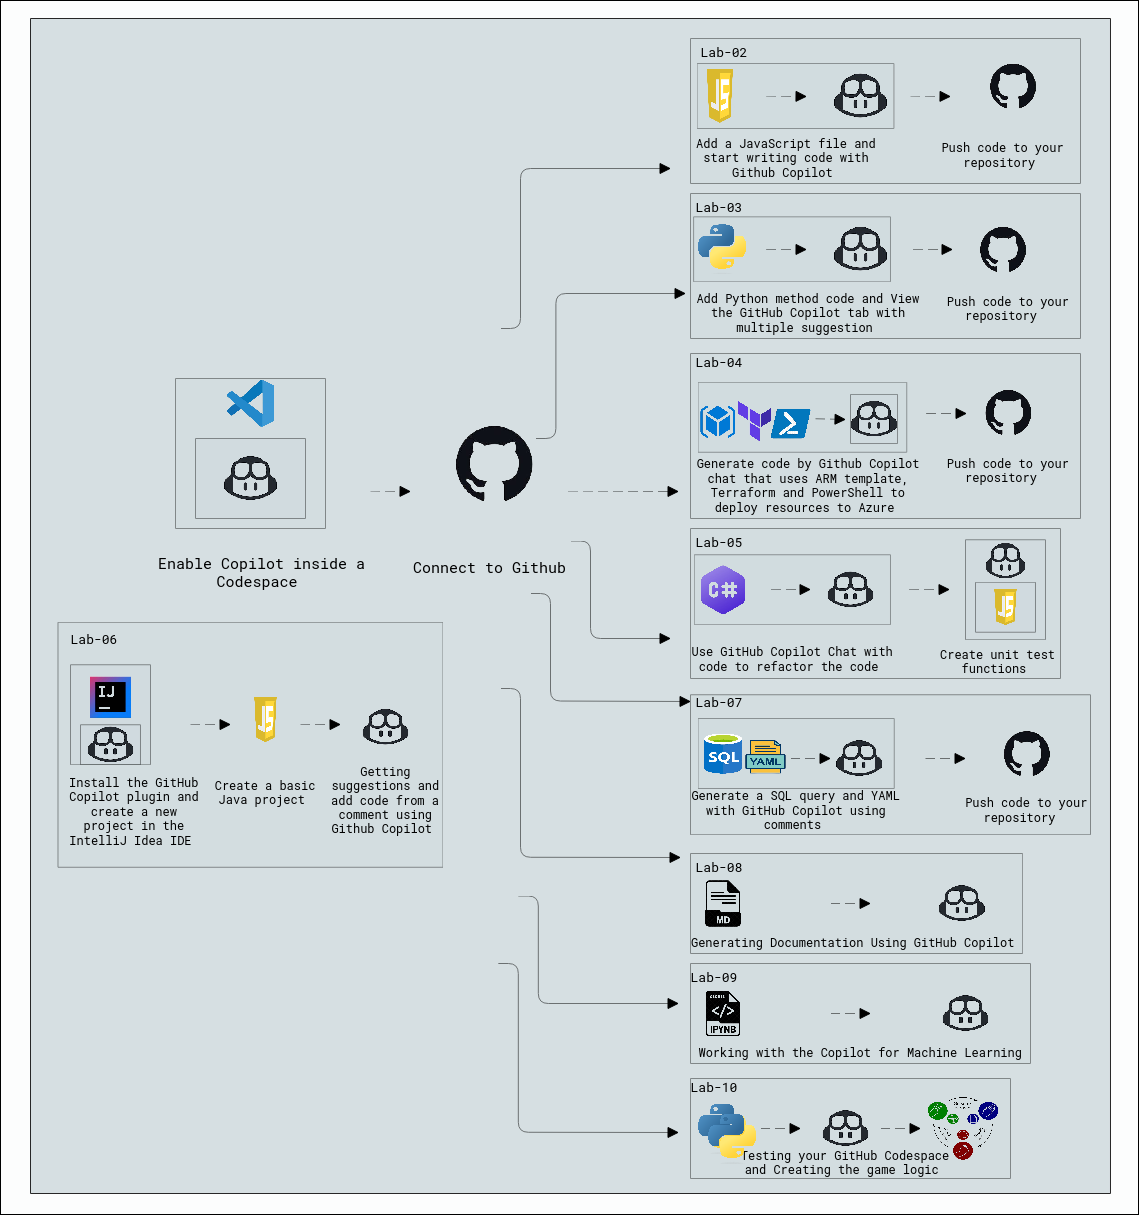 Lab-02
JS
Add a JavaScript file and
start writing code with
Github Copilot
Push code to your
repository
Lab-03
Add Python method code and View
the GitHub Copilot tab with
multiple suggestion
Push code to your
repository
Lab-04
Generate code by Github Copilot
chat that uses ARM template,
Terraform and PowerShell to
deploy resources to Azure
Push code to your
repository
Enable Copilot inside a
Codespace
Connect to Github
Lab-05
C#
JS
Use GitHub Copilot Chat with
code to refactor the code
Create unit test
functions
Lab-06
IJ
JS
Install the GitHub
Copilot plugin and
create a new
project in the
IntelliJ Idea IDE
Create a basic
Java project
Getting
suggestions and
add code from a
comment using
Github Copilot
Lab-07
SQL
YAML
Generate a SQL query and YAML
with GitHub Copilot using
comments
Push code to your
repository
Lab-08
MD
Generating Documentation Using GitHub Copilot
Lab-09
</>
IPYNB
Working with the Copilot for Machine Learning
Lab-10
Testing your GitHub Codespace
and Creating the game logic